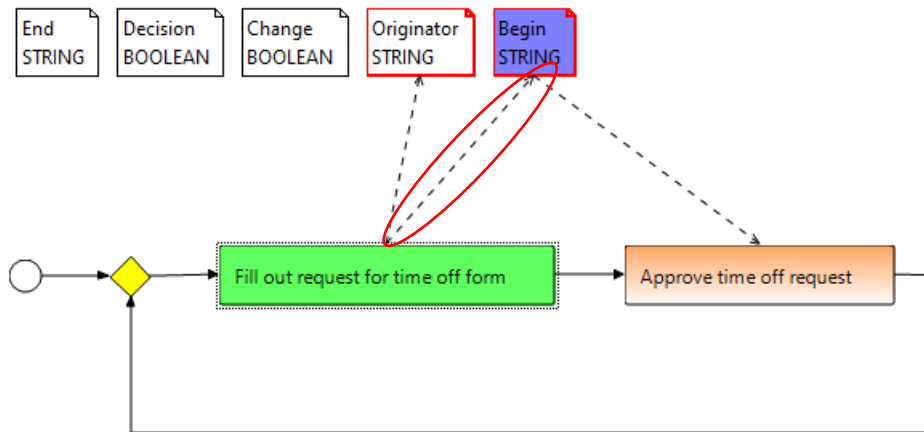 End
STRING
Decision
BOOLEAN
Change
BOOLEAN
Originator
STRING
Begin
STRING
Fill out request for time off form
Approve time off request